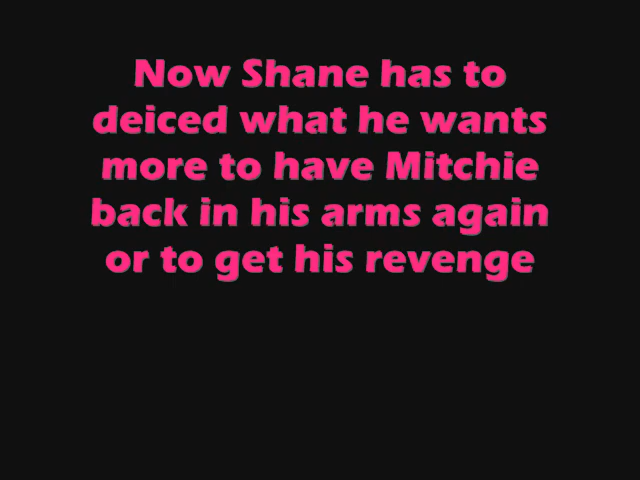 Now Shane has to
deiced what he wants
more to have Mitchie
back in his arms again
or to get his revenge